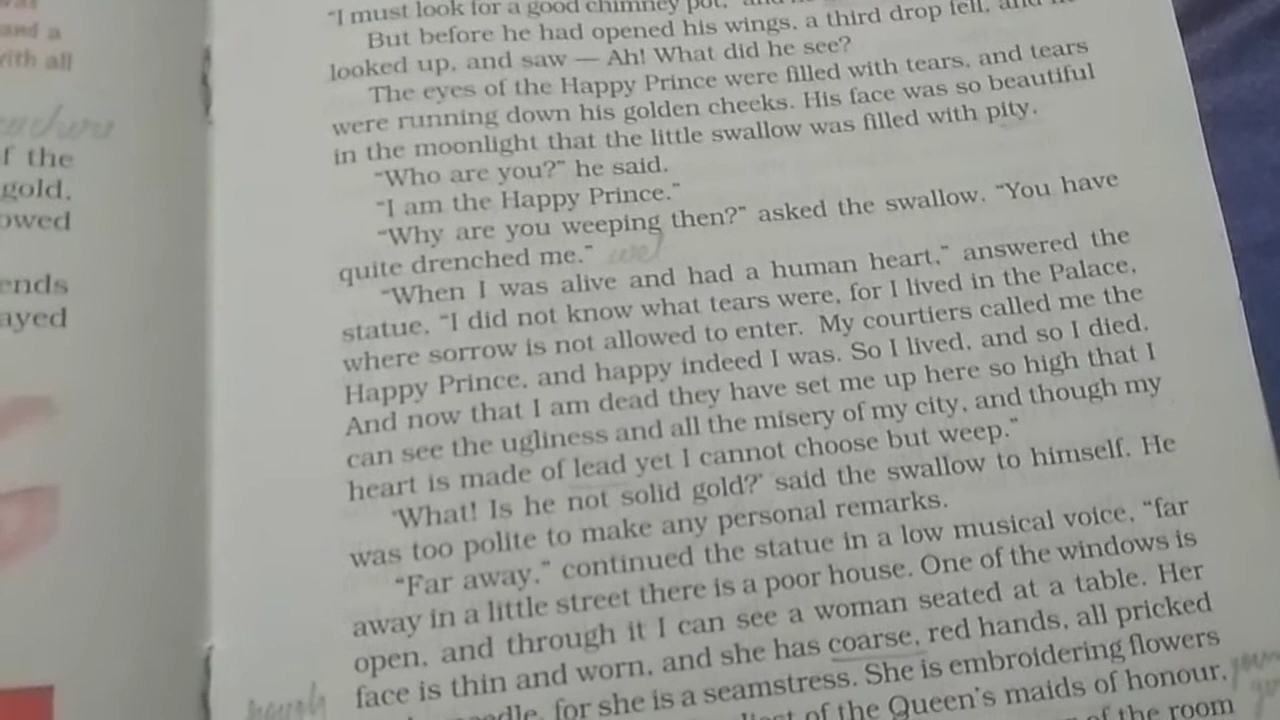 and a
with all
f the
gold,
owed
ends
ayed
"I must look for a good chimney pot,"
But before he had opened his wings, a third drop fell, and he
looked up, and saw — Ah! What did he see?
The eyes of the Happy Prince were filled with tears, and tears
were running down his golden cheeks. His face was so beautiful
in the moonlight that the little swallow was filled with pity.
"Who are you?" he said.
"I am the Happy Prince."
"Why are you weeping then?" asked the swallow. "You have
quite drenched me." wet
"When I was alive and had a human heart," answered the
statue, "I did not know what tears were, for I lived in the Palace,
where sorrow is not allowed to enter. My courtiers called me the
Happy Prince, and happy indeed I was. So I lived, and so I died.
And now that I am dead they have set me up here so high that I
can see the ugliness and all the misery of my city, and though my
heart is made of lead yet I cannot choose but weep."
"What! Is he not solid gold?" said the swallow to himself. He
was too polite to make any personal remarks.
"Far away," continued the statue in a low musical voice, "far
away in a little street there is a poor house. One of the windows is
open, and through it I can see a woman seated at a table. Her
face is thin and worn, and she has coarse, red hands, all pricked
rough
needle, for she is a seamstress. She is embroidering flowers
of the Queen's maids of honour,
of the room